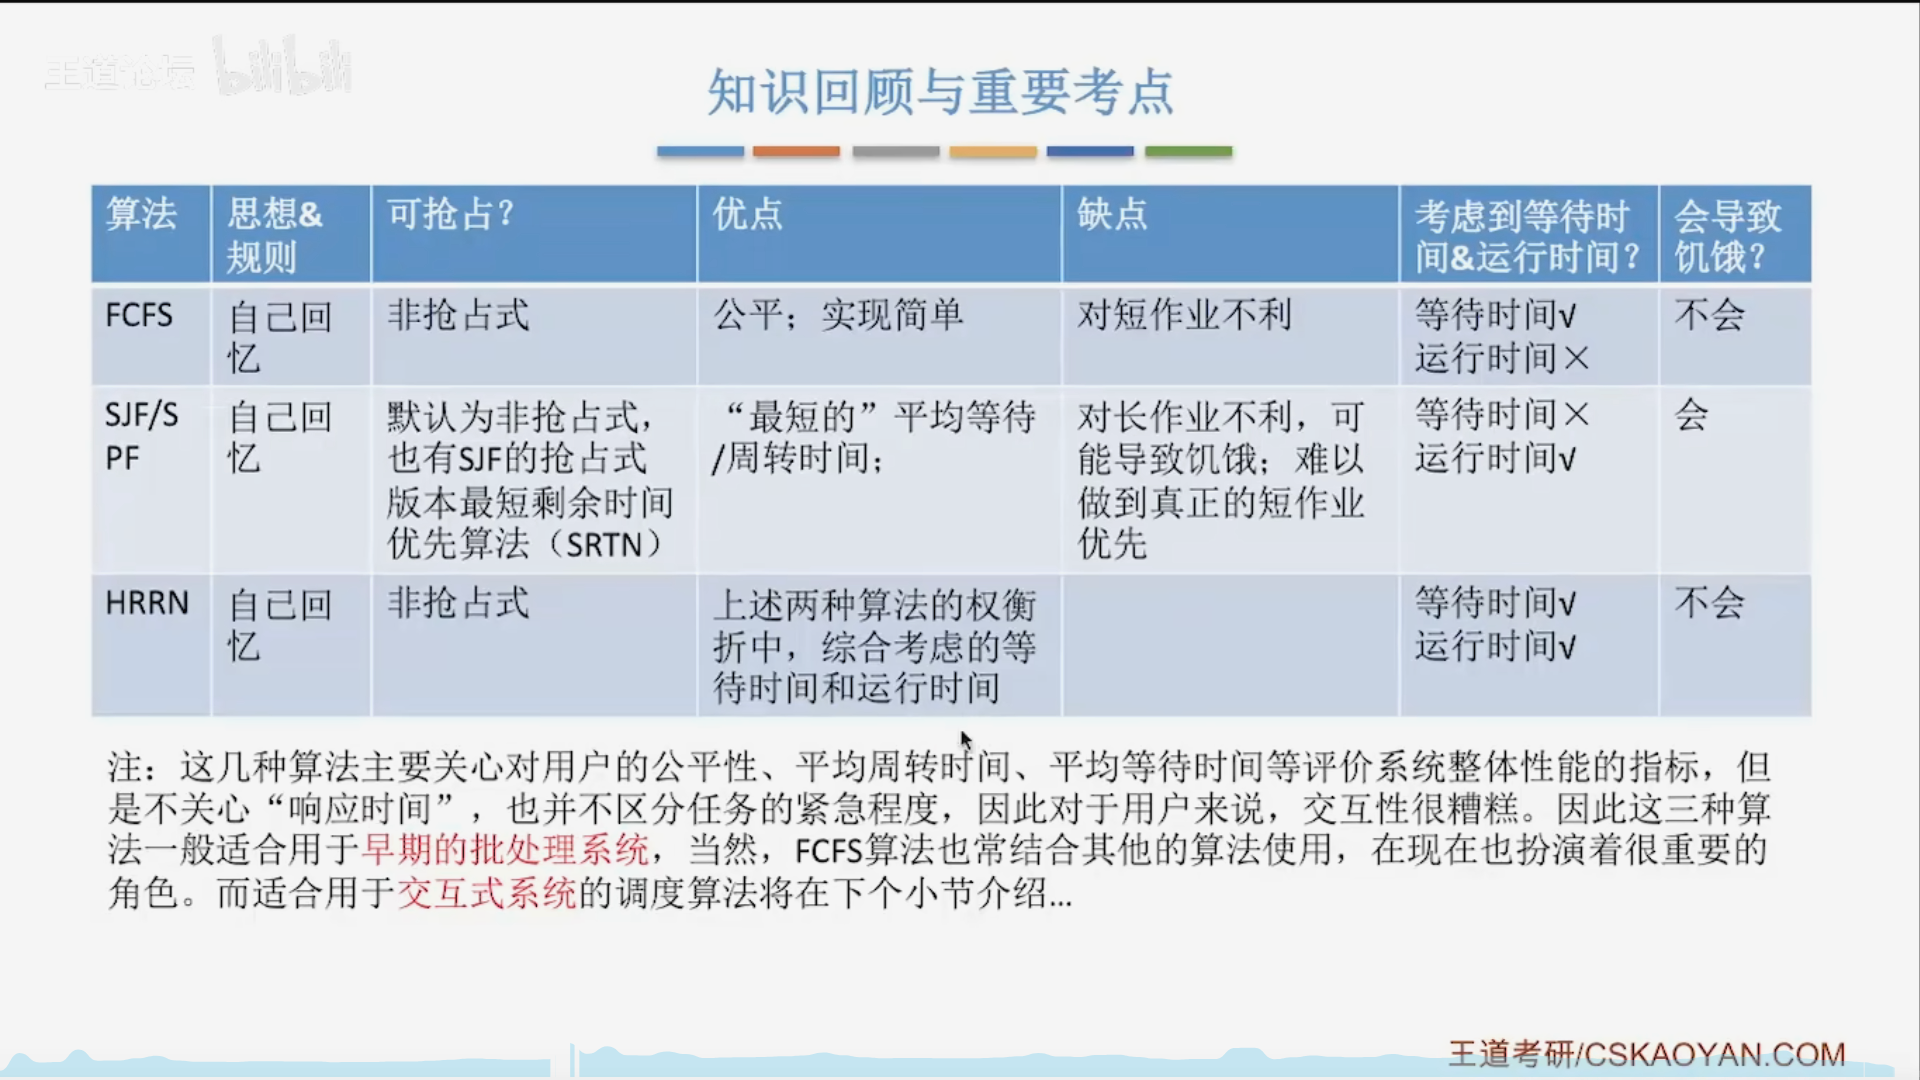 王道论坛 bilibili
知识回顾与重要考点
算法
思想&
规则
可抢占？
优点
缺点
考虑到等待时
间&运行时间？
会导致
饥饿？
FCFS
自己回
忆
非抢占式
公平；实现简单
对短作业不利
等待时间√
运行时间×
不会
SJF/S
PF
自己回
忆
默认为非抢占式，
也有SJF的抢占式
版本最短剩余时间
优先算法（SRTN）
“最短的”平均等待
/周转时间；
对长作业不利，可
能导致饥饿；难以
做到真正的短作业
优先
等待时间×
运行时间√
会
HRRN
自己回
忆
非抢占式
上述两种算法的权衡
折中，综合考虑的等
待时间和运行时间
等待时间√
运行时间√
不会
注：这几种算法主要关心对用户的公平性、平均周转时间、平均等待时间等评价系统整体性能的指标，但
是不关心“响应时间”，也并不区分任务的紧急程度，因此对于用户来说，交互性很糟糕。因此这三种算
法一般适合用于早期的批处理系统，当然，FCFS算法也常结合其他的算法使用，在现在也扮演着很重要的
角色。而适合用于交互式系统的调度算法将在下个小节介绍...
王道考研/CSKAOYAN.COM